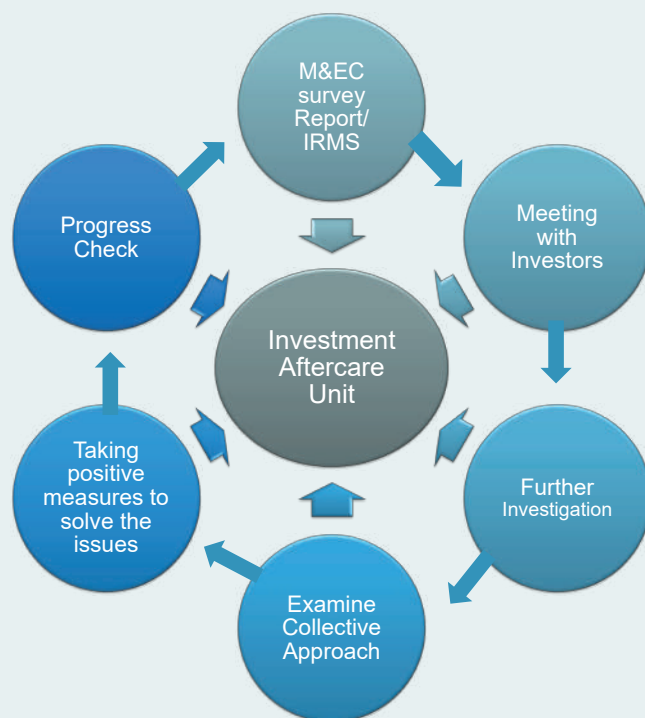 M&EC
survey
Report/
IRMS
Meeting
with
Investors
Further
Investigation
Examine
Collective
Approach
Taking
positive
measures to
solve the
issues
Progress
Check
Investment
Aftercare
Unit